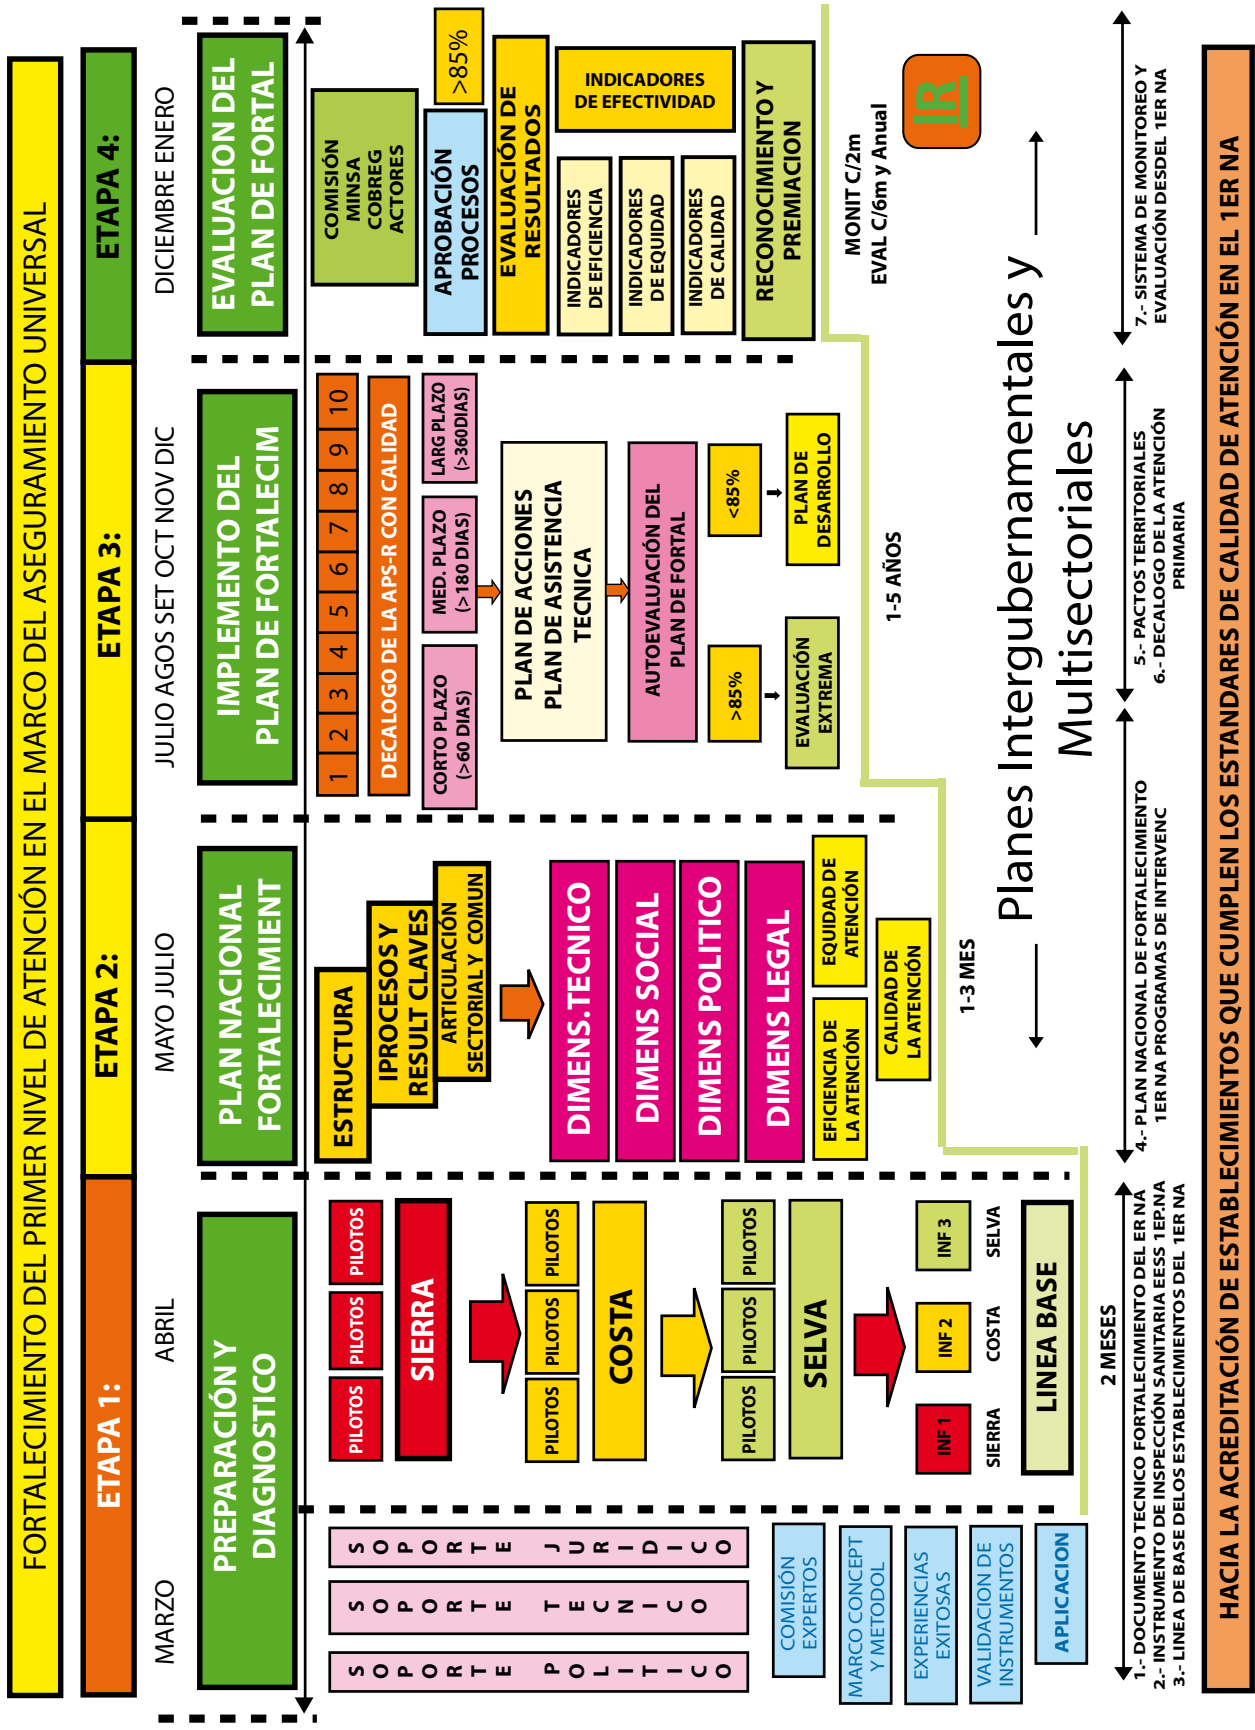 FORTALECIMIENTO DEL PRIMER NIVEL DE ATENCIÓN EN EL MARCO DEL ASEGURAMIENTO UNIVERSAL
ETAPA 1:
ETAPA 2:
ETAPA 3:
ETAPA 4:
MARZO
ABRIL
MAYO JULIO
JULIO AGOS SET OCT NOV DIC
DICIEMBRE ENERO
PREPARACIÓN Y
DIAGNOSTICO
PLAN NACIONAL
FORTALECIMIENT
IMPLEMENTO DEL
PLAN DE FORTALECIM
EVALUACION DEL
PLAN DE FORTAL
SOPORTE POLITICO
SOPORTE TECNICO
SOPORTE JURIDICO
COMISIÓN
EXPERTOS
MARCO CONCEPT
Y METODOL
EXPERIENCIAS
EXITOSAS
VALIDACION DE
INSTRUMENTOS
APLICACION
PILOTOS
PILOTOS
PILOTOS
SIERRA
PILOTOS
PILOTOS
PILOTOS
COSTA
PILOTOS
PILOTOS
PILOTOS
SELVA
INF 1
INF 2
INF 3
SIERRA
COSTA
SELVA
LINEA BASE
2 MESES
ESTRUCTURA
IPROCESOS Y
RESULT CLAVES
ARTICULACIÓN
SECTORIAL Y COMUN
DIMENS.TECNICO
DIMENS SOCIAL
DIMENS POLITICO
DIMENS LEGAL
EFICIENCIA DE
LA ATENCIÓN
EQUIDAD DE
ATENCIÓN
CALIDAD DE
LA ATENCIÓN
1-3 MES
1 2 3 4 5 6 7 8 9 10
DECALOGO DE LA APS-R CON CALIDAD
CORTO PLAZO
(>60 DIAS)
MED. PLAZO
(>180 DIAS)
LARG PLAZO
(>360DIAS)
PLAN DE ACCIONES
PLAN DE ASISTENCIA
TECNICA
AUTOEVALUACIÓN DEL
PLAN DE FORTAL
>85%
<85%
EVALUACIÓN
EXTREMA
PLAN DE
DESARROLLO
1-5 AÑOS
COMISIÓN
MINSA
COBREG
ACTORES
APROBACIÓN
PROCESOS
>85%
EVALUACIÓN DE
RESULTADOS
INDICADORES
DE EFICIENCIA
INDICADORES
DE EQUIDAD
INDICADORES
DE CALIDAD
INDICADORES
DE EFECTIVIDAD
RECONOCIMIENTO Y
PREMIACION
MONIT C/2m
EVAL C/6m y Anual
IR
Planes Intergubernamentales y
Multisectoriales
1.- DOCUMENTO TECNICO FORTALECIMIENTO DEL ER NA
2.- INSTRUMENTO DE INSPECCIÓN SANITARIA EESS 1EP.NA
3.- LINEA DE BASE DELOS ESTABLECIMIENTOS DEL 1ER NA
4.- PLAN NACIONAL DE FORTALECIMIENTO
1ER NA PROGRAMAS DE INTERVENC
5.- PACTOS TERRITORIALES
6.- DECALOGO DE LA ATENCIÓN
PRIMARIA
7.- SISTEMA DE MONITOREO Y
EVALUACIÓN DESDEL 1ER NA
HACIA LA ACREDITACIÓN DE ESTABLECIMIENTOS QUE CUMPLEN LOS ESTANDARES DE CALIDAD DE ATENCIÓN EN EL 1ER NA